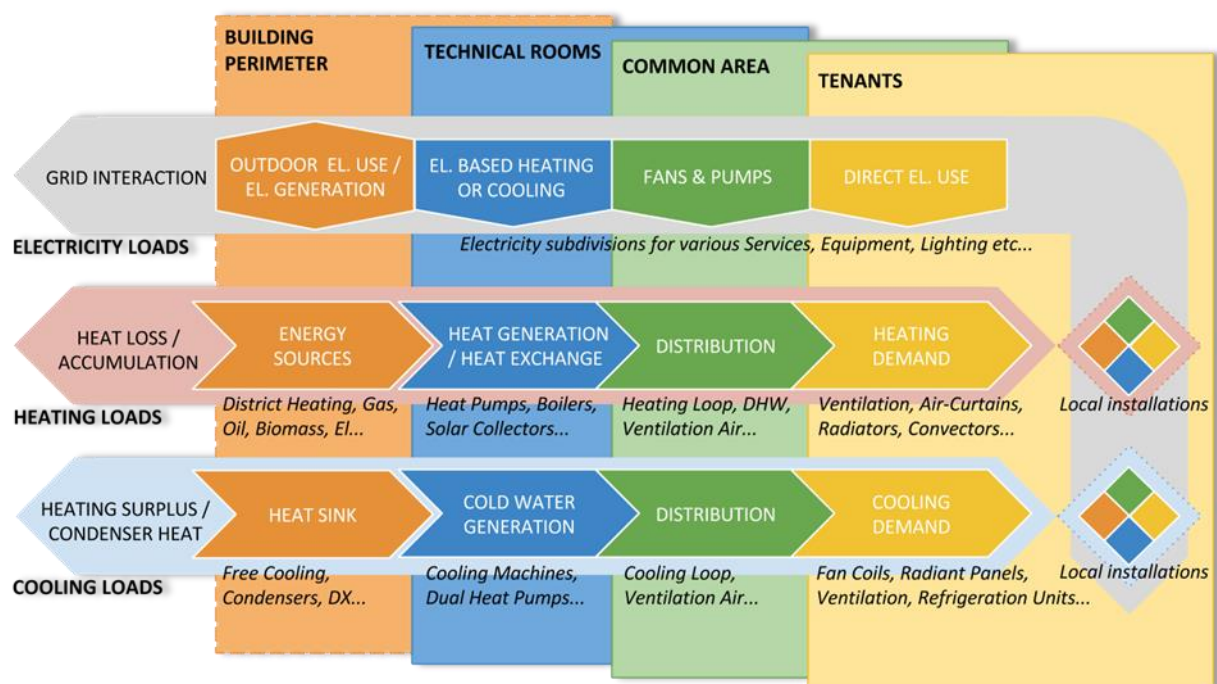 BUILDING
PERIMETER
TECHNICAL ROOMS
COMMON AREA
TENANTS
GRID INTERACTION
OUTDOOR EL. USE /
EL. GENERATION
EL. BASED HEATING
OR COOLING
FANS & PUMPS
DIRECT EL. USE
ELECTRICITY LOADS
Electricity subdivisions for various Services, Equipment, Lighting etc...
HEAT LOSS /
ACCUMULATION
ENERGY
SOURCES
HEAT GENERATION
/ HEAT EXCHANGE
DISTRIBUTION
HEATING
DEMAND
HEATING LOADS
District Heating, Gas,
Oil, Biomass, El...
Heat Pumps, Boilers,
Solar Collectors...
Heating Loop, DHW,
Ventilation Air...
Ventilation, Air-Curtains,
Radiators, Convectors...
Local installations
HEATING SURPLUS /
CONDENSER HEAT
HEAT SINK
COLD WATER
GENERATION
DISTRIBUTION
COOLING
DEMAND
COOLING LOADS
Free Cooling,
Condensers, DX...
Cooling Machines,
Dual Heat Pumps...
Cooling Loop,
Ventilation Air...
Fan Coils, Radiant Panels,
Ventilation, Refrigeration Units...
Local installations